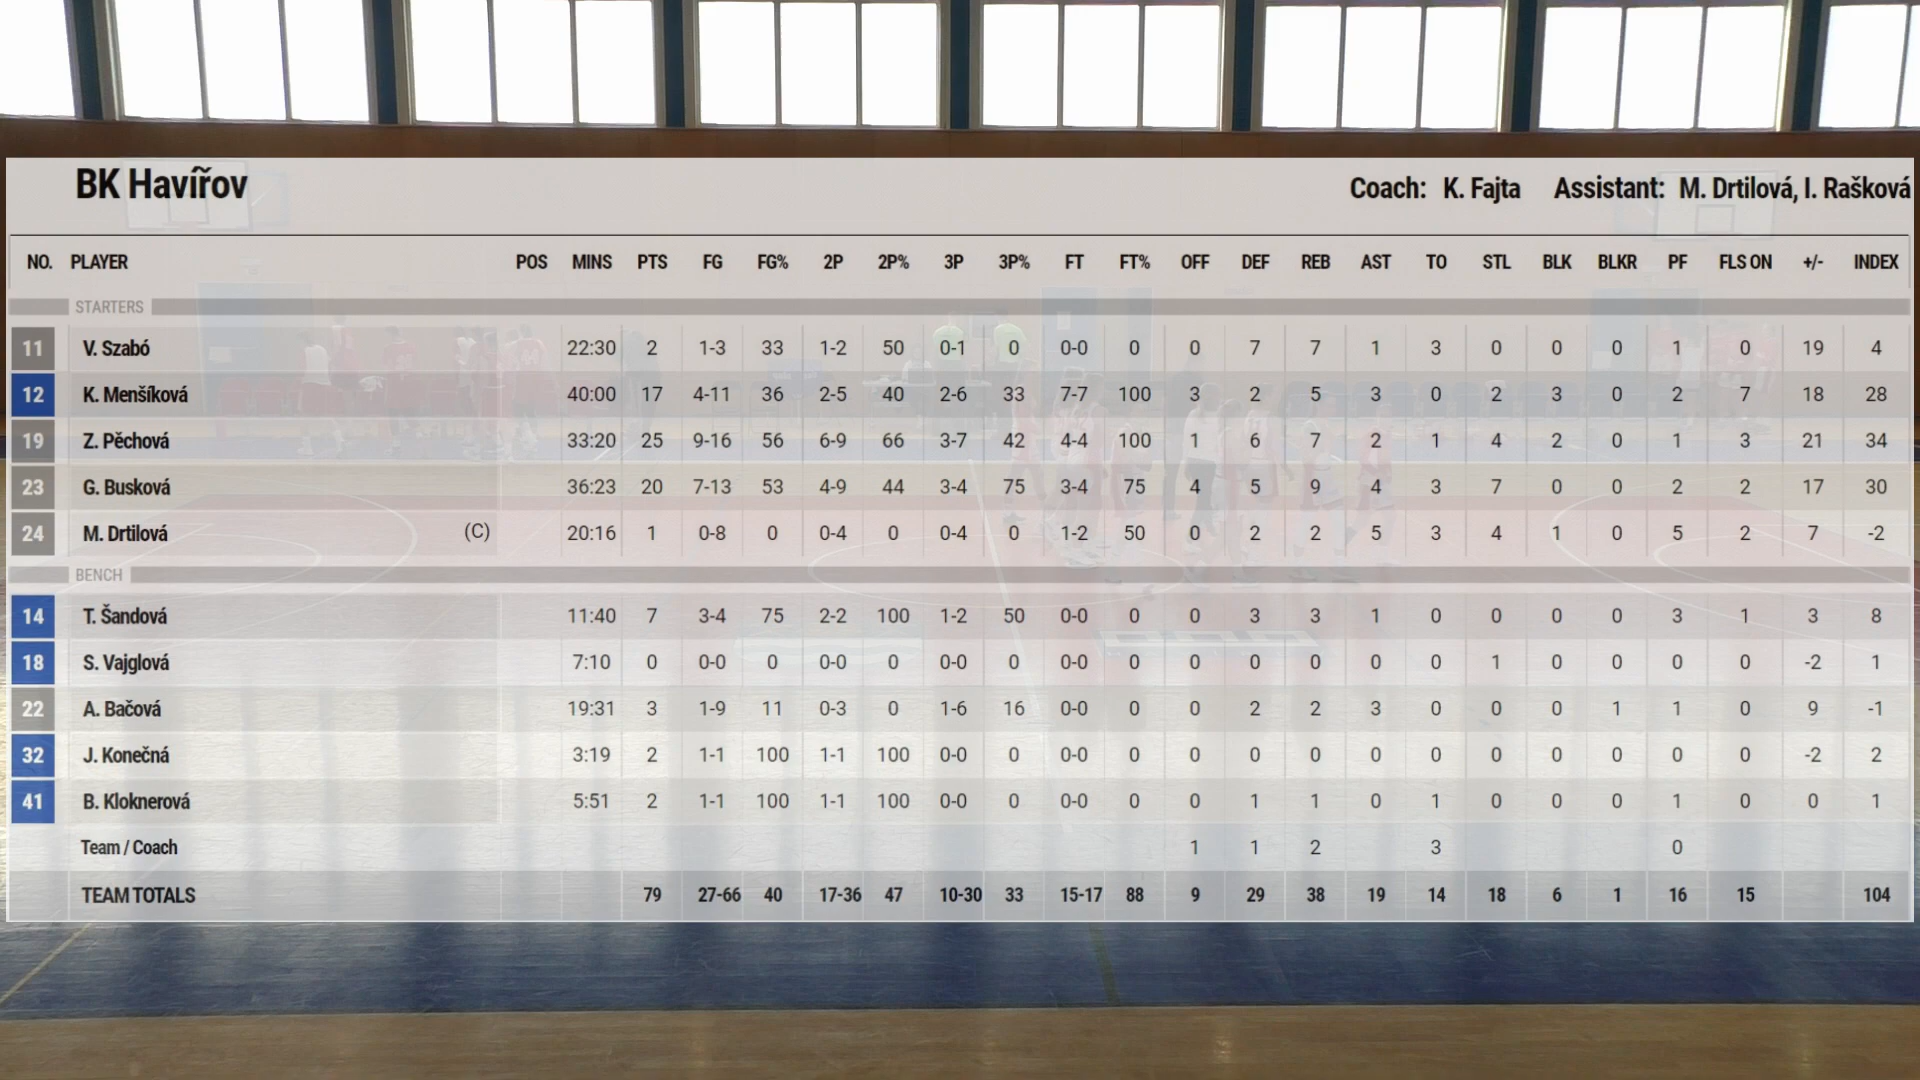 BK Havířov
Coach: K. Fajta Assistant: M. Drtilová, I. Rašková
NO. PLAYER POS MINS PTS FG FG% 2P 2P% 3P 3P% FT FT% OFF DEF REB AST TO STL BLK BLKR PF FLS ON +/- INDEX
STARTERS
11 V. Szabó 22:30 2 1-3 33 1-2 50 0-1 0 0-0 0 0 7 7 1 3 0 0 0 1 0 19 4
12 K. Menšíková 40:00 17 4-11 36 2-5 40 2-6 33 7-7 100 3 2 5 3 0 2 3 0 2 7 18 28
19 Z. Pěchová 33:20 25 9-16 56 6-9 66 3-7 42 4-4 100 1 6 7 2 1 4 2 0 1 3 21 34
23 G. Busková 36:23 20 7-13 53 4-9 44 3-4 75 3-4 75 4 5 9 4 3 7 0 0 2 2 17 30
24 M. Drtilová (C) 20:16 1 0-8 0 0-4 0 0-4 0 1-2 50 0 2 2 5 3 4 1 0 5 2 7 -2
BENCH
14 T. Šandová 11:40 7 3-4 75 2-2 100 1-2 50 0-0 0 0 3 3 1 0 0 0 0 3 1 3 8
18 S. Vajglová 7:10 0 0-0 0 0-0 0 0-0 0 0-0 0 0 0 0 0 0 1 0 0 0 0 -2 1
22 A. Bačová 19:31 3 1-9 11 0-3 0 1-6 16 0-0 0 0 2 2 3 0 0 0 1 1 0 9 -1
32 J. Konečná 3:19 2 1-1 100 1-1 100 0-0 0 0-0 0 0 0 0 0 0 0 0 0 0 0 -2 2
41 B. Kloknerová 5:51 2 1-1 100 1-1 100 0-0 0 0-0 0 0 1 1 0 1 0 0 0 1 0 0 1
Team / Coach 1 1 2 3 0
TEAM TOTALS 79 27-66 40 17-36 47 10-30 33 15-17 88 9 29 38 19 14 18 6 1 16 15 104